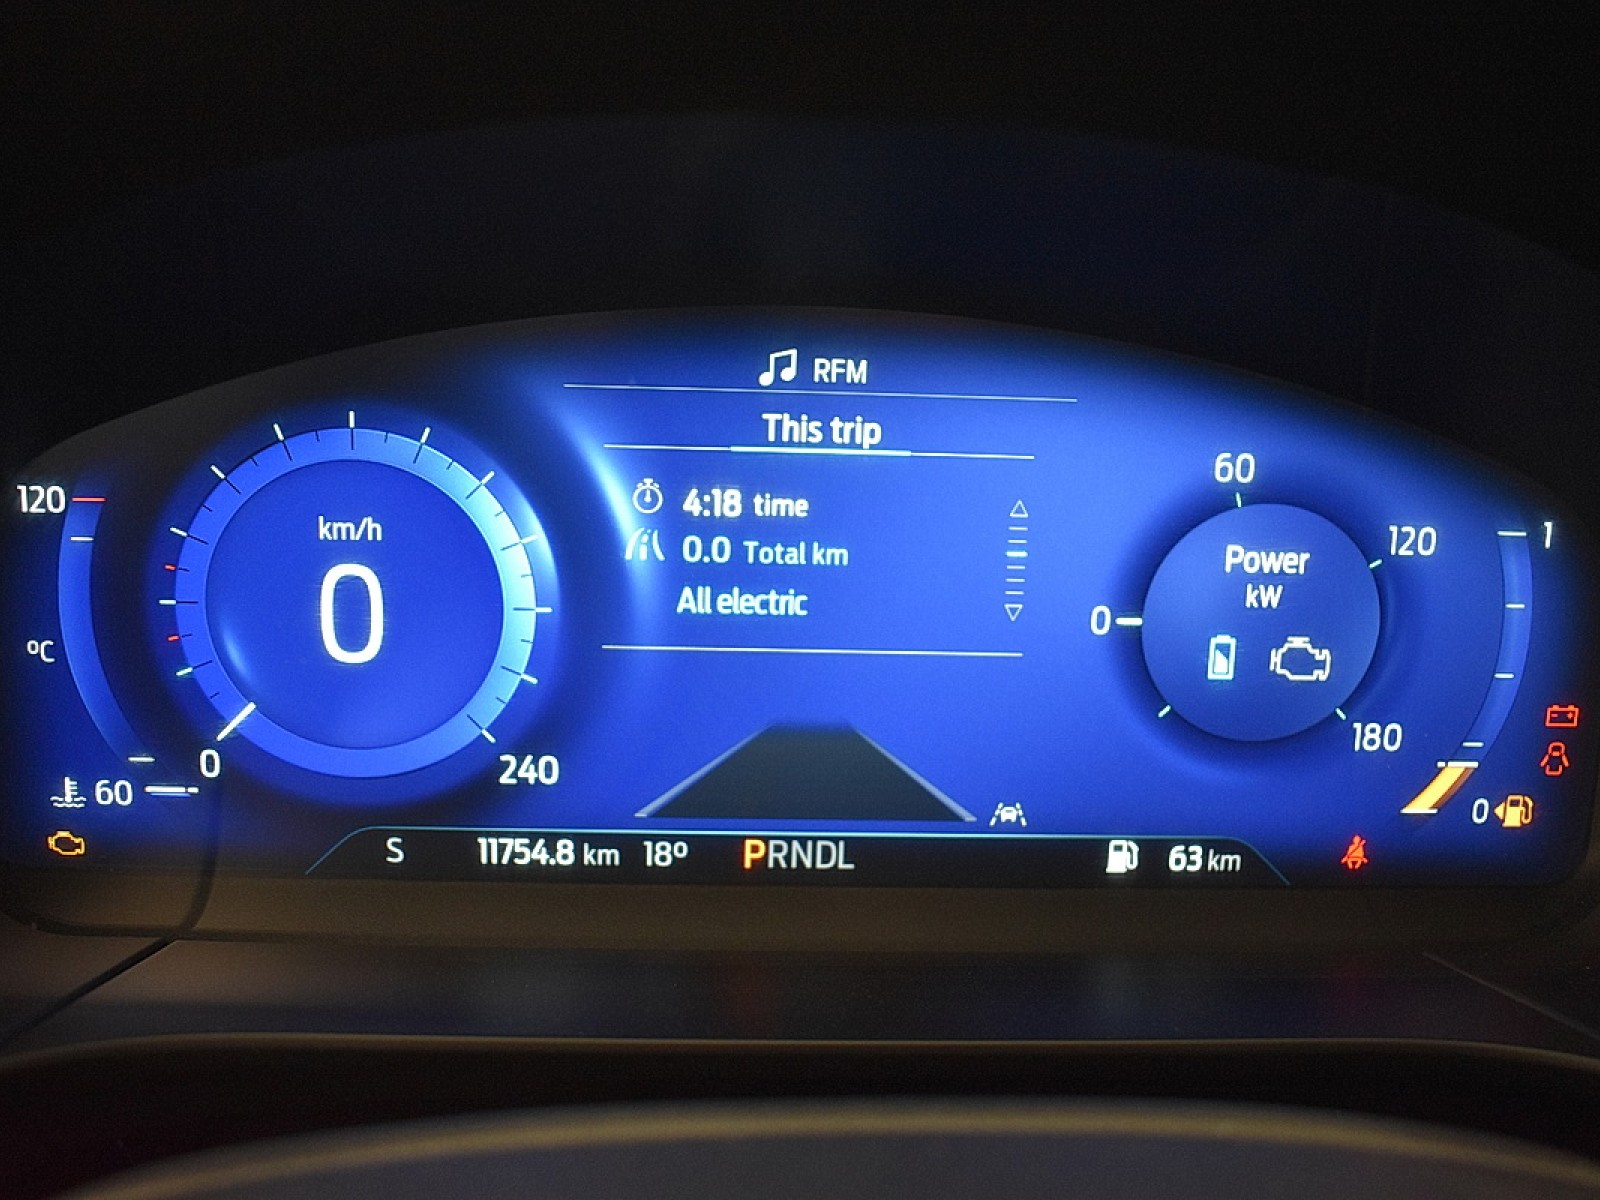 RFM
This trip
4:18 time
0.0 Total km
All electric
120
°C
60
km/h
0
0
240
60
120
0
180
Power
kW
1
0
S 11754.8 km 18° PRNDL 63 km